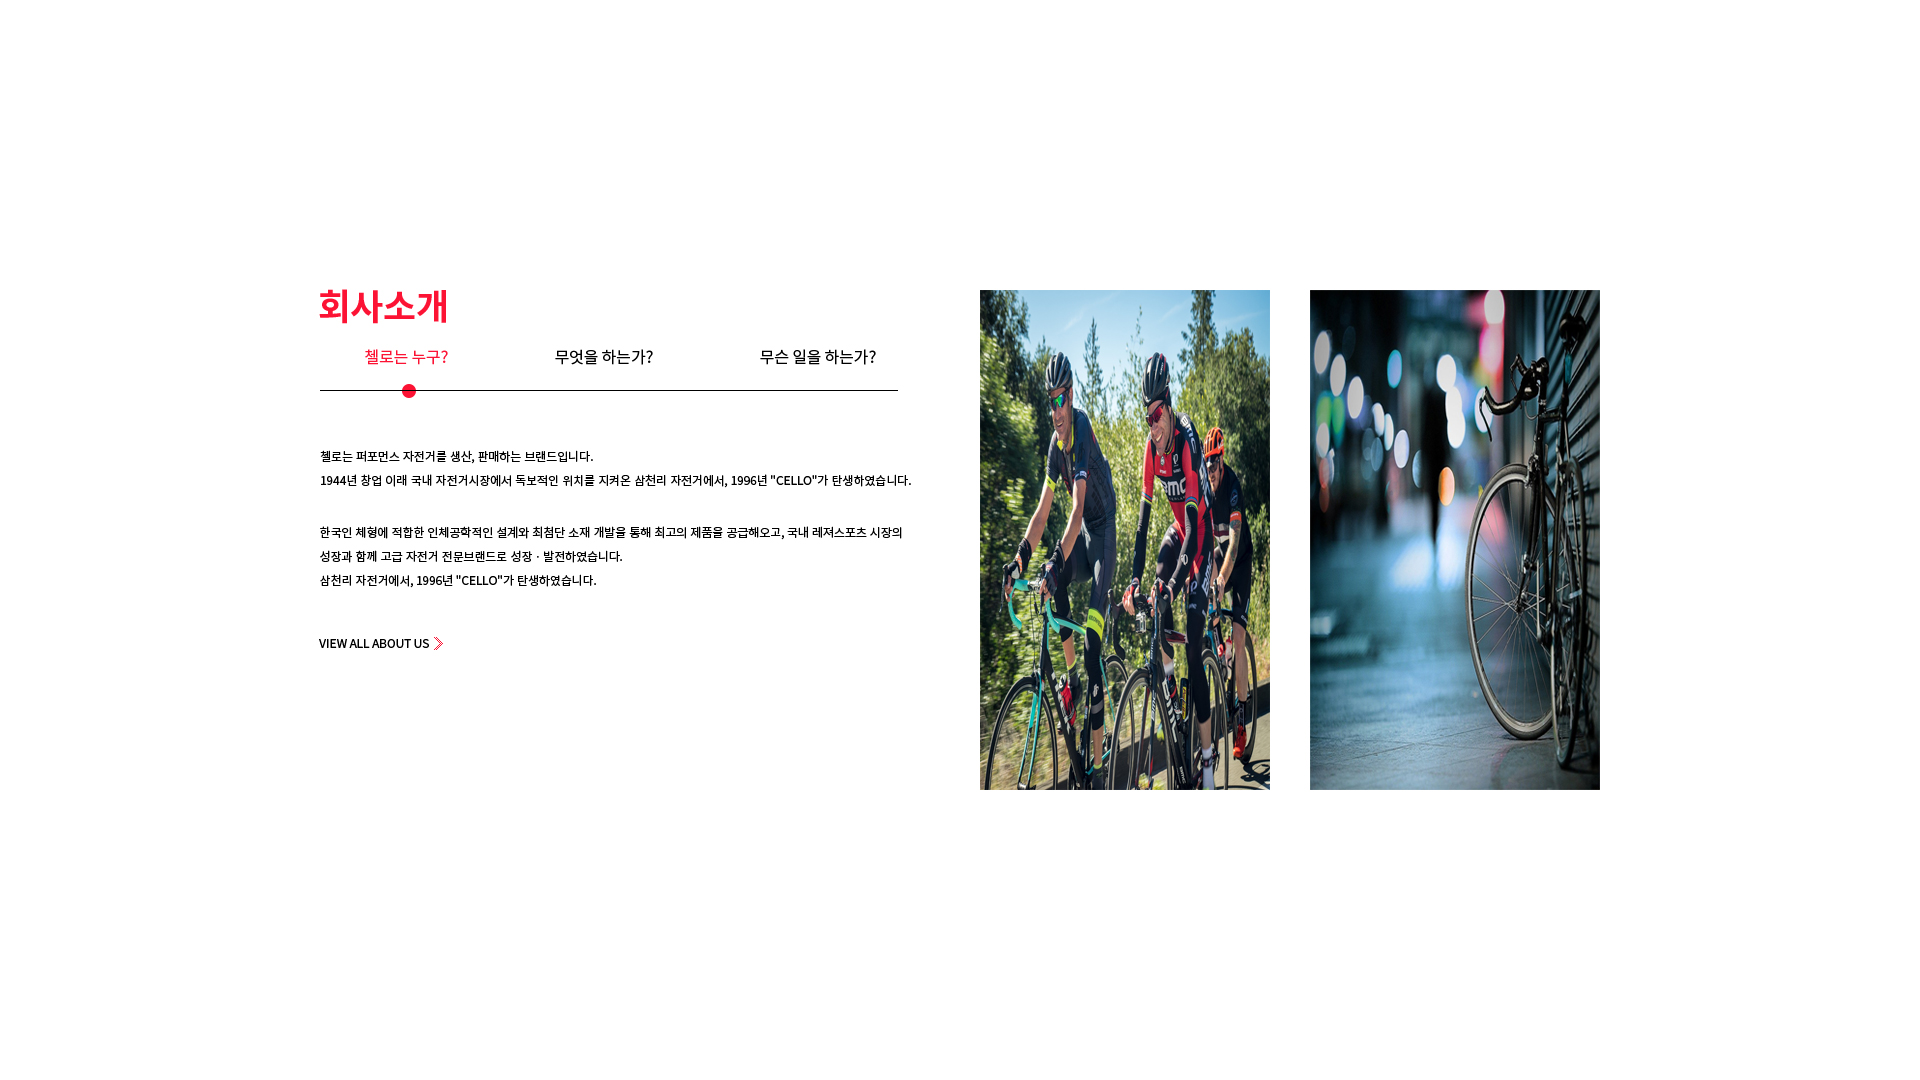 회사소개
첼로는 누구?
무엇을 하는가?
무슨 일을 하는가?
첼로는 퍼포먼스 자전거를 생산, 판매하는 브랜드입니다.
1944년 창업 이래 국내 자전거시장에서 독보적인 위치를 지켜온 삼천리 자전거에서, 1996년 "CELLO"가 탄생하였습니다.
한국인 체형에 적합한 인체공학적인 설계와 최첨단 소재 개발을 통해 최고의 제품을 공급해오고, 국내 레져스포츠 시장의
성장과 함께 고급 자전거 전문브랜드로 성장 · 발전하였습니다.
삼천리 자전거에서, 1996년 "CELLO"가 탄생하였습니다.
VIEW ALL ABOUT US